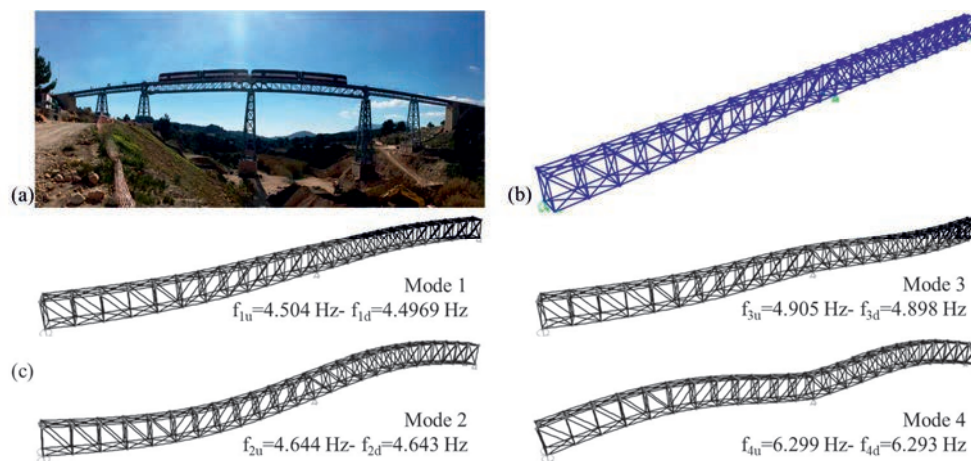 (a)
(b)
Mode 1
f1u=4.504 Hz- f1d=4.4969 Hz
Mode 3
f3u=4.905 Hz- f3d=4.898 Hz
(c)
Mode 2
f2u=4.644 Hz- f2d=4.643 Hz
Mode 4
f4u=6.299 Hz- f4d=6.293 Hz